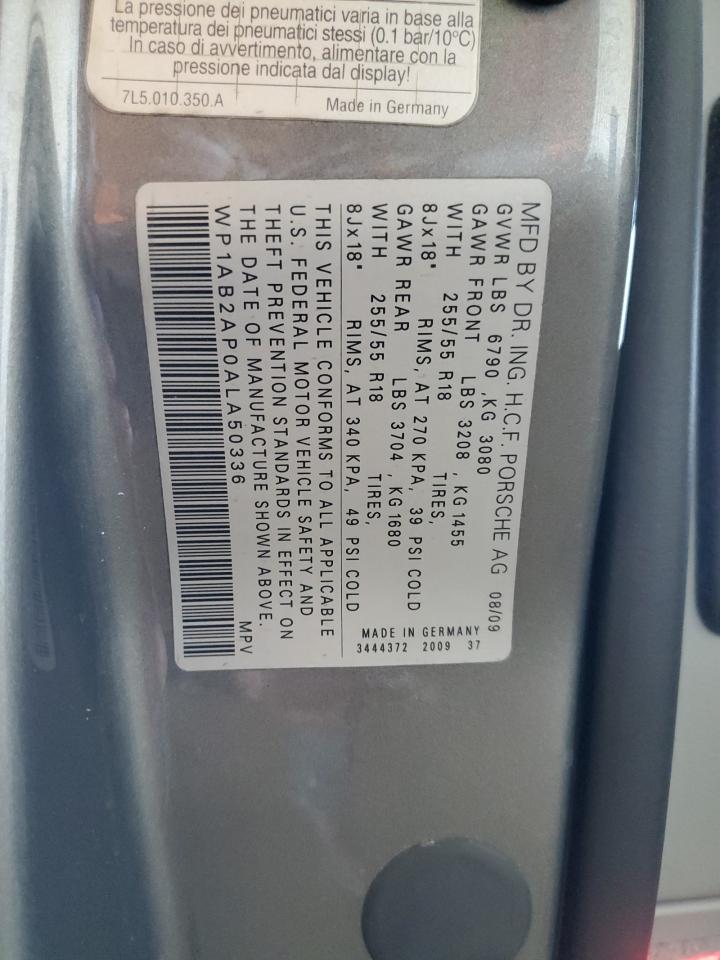 La pressione dei pneumatici varia in base alla
temperatura dei pneumatici stessi (0.1 bar/10°C)
In caso di avvertimento, alimentare con la
pressione indicata dal display!
7L5.010.350.A Made in Germany
MFD BY DR. ING. H.C.F. PORSCHE AG 08/09
GVWR LBS 6790 ,KG 3080
GAWR FRONT LBS 3208 , KG 1455
WITH 255/55 R18 TIRES,
8Jx18" RIMS, AT 270 KPA, 39 PSI COLD
GAWR REAR LBS 3704 , KG 1680
WITH 255/55 R18 TIRES,
8Jx18" RIMS, AT 340 KPA, 49 PSI COLD
MADE IN GERMANY
3444372 2009 37
THIS VEHICLE CONFORMS TO ALL APPLICABLE
U.S. FEDERAL MOTOR VEHICLE SAFETY AND
THEFT PREVENTION STANDARDS IN EFFECT ON
THE DATE OF MANUFACTURE SHOWN ABOVE.
WP1AB2AP0ALA50336 MPV